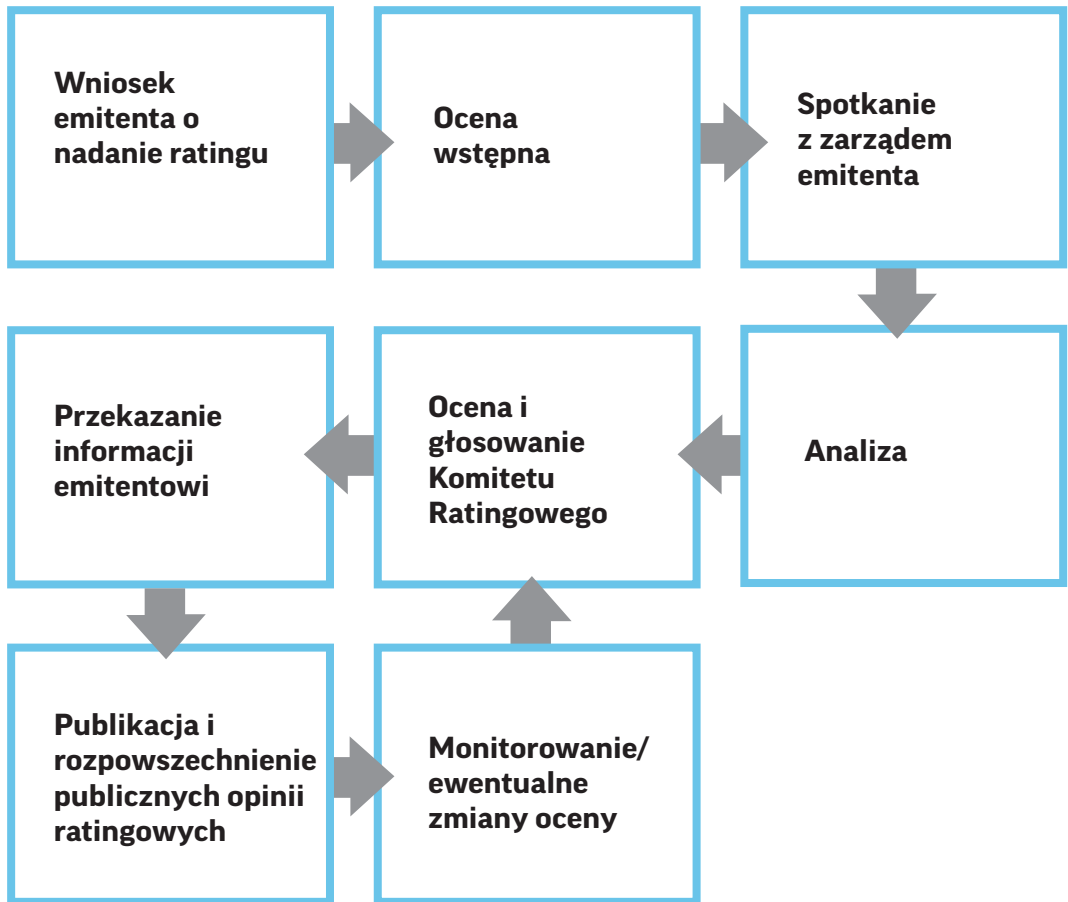 Wniosek
emitenta o
nadanie ratingu
Ocena
wstępna
Spotkanie
z zarządem
emitenta
Analiza
Ocena i
głosowanie
Komitetu
Ratingowego
Przekazanie
informacji
emitentowi
Publikacja i
rozpowszechnienie
publicznych opinii
ratingowych
Monitorowanie/
ewentualne
zmiany oceny